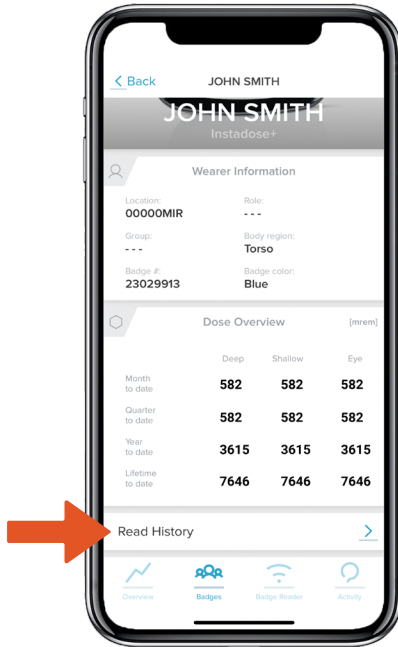 Back JOHN SMITH
JOHN SMITH
Instadose+
Wearer Information
Location: Role:
00000MIR ---
Group: Body region:
--- Torso
Badge #: Badge color:
23029913 Blue
Dose Overview [mrem]
Deep Shallow Eye
Month
to date 582 582 582
Quarter
to date 582 582 582
Year
to date 3615 3615 3615
Lifetime
to date 7646 7646 7646
Read History
Overview Badges Badge Reader Activity